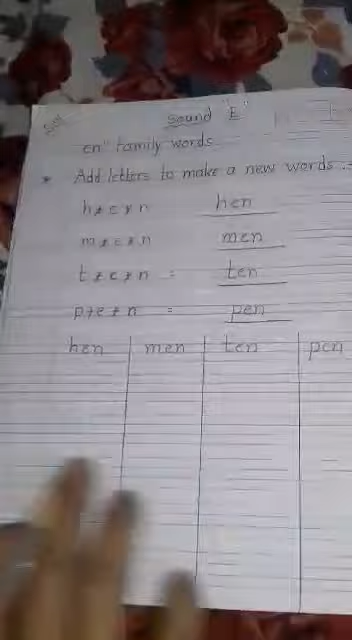 Sound "E"
en" family words
* Add letters to make a new words :-
h+e+n hen
m+e+n men
t+e+n = ten
p+e+n = pen
hen men ten pen